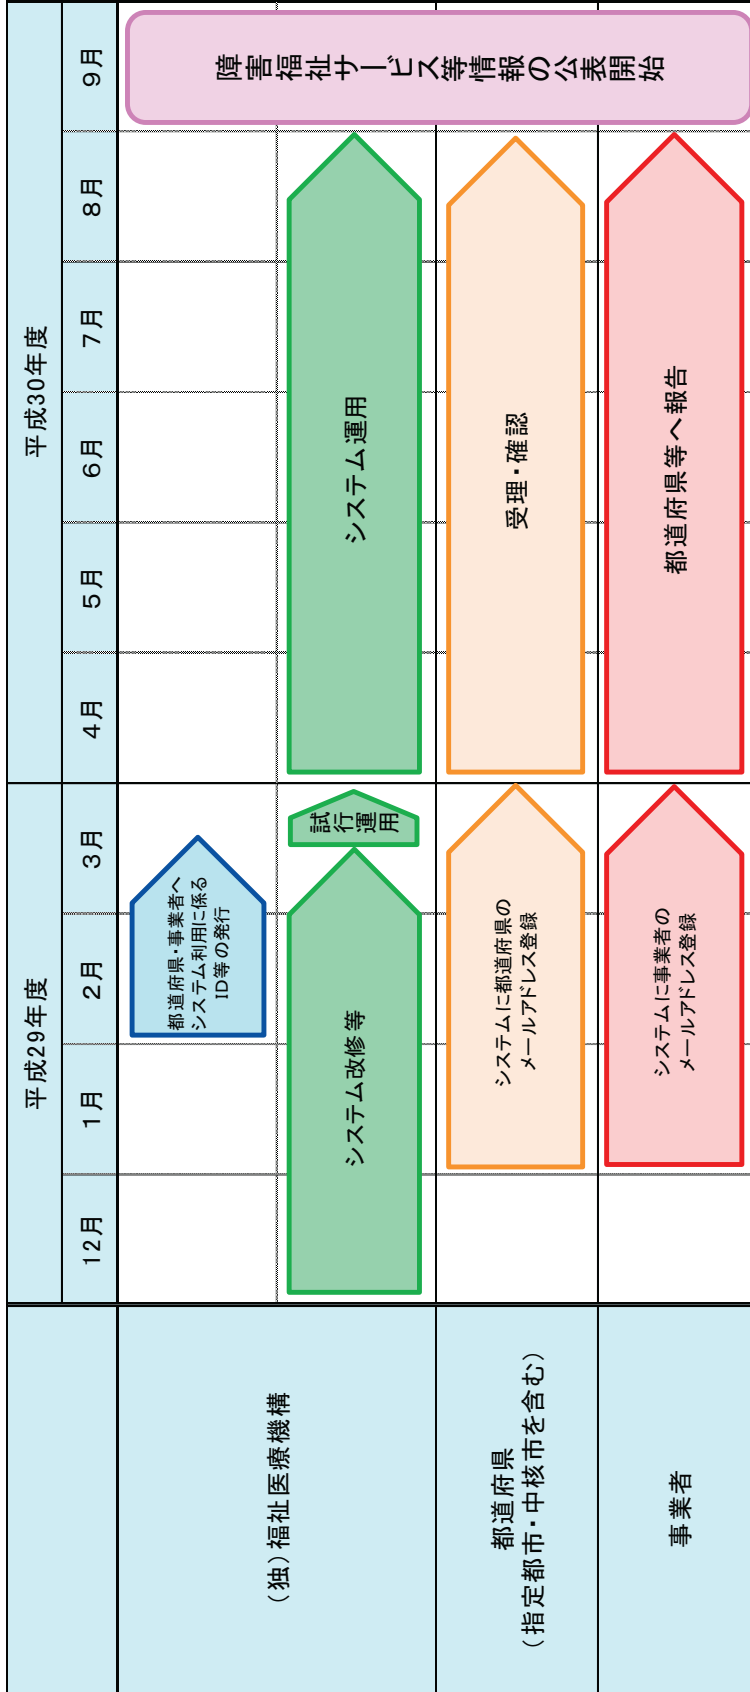 平成29年度
平成30年度
12月
1月
2月
3月
4月
5月
6月
7月
8月
9月
（独）福祉医療機構
都道府県・事業者へ
システム利用に係る
ID等の発行
システム改修等
試行
運用
システム運用
都道府県
（指定都市・中核市を含む）
システムに都道府県の
メールアドレス登録
受理・確認
事業者
システムに事業者の
メールアドレス登録
都道府県等へ報告
障害福祉サービス等情報の公表開始